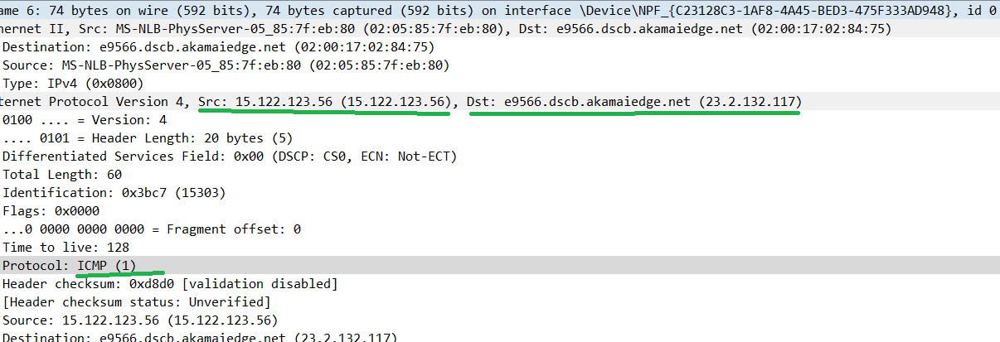 ame 6: 74 bytes on wire (592 bits), 74 bytes captured (592 bits) on interface \Device\NPF_{C23128C3-1AF8-4A45-BED3-475F333AD948}, id 0
hernet II, Src: MS-NLB-PhysServer-05_85:7f:eb:80 (02:05:85:7f:eb:80), Dst: e9566.dscb.akamaiedge.net (02:00:17:02:84:75)
Destination: e9566.dscb.akamaiedge.net (02:00:17:02:84:75)
Source: MS-NLB-PhysServer-05_85:7f:eb:80 (02:05:85:7f:eb:80)
Type: IPv4 (0x0800)
ternet Protocol Version 4, Src: 15.122.123.56 (15.122.123.56), Dst: e9566.dscb.akamaiedge.net (23.2.132.117)
0100 .... = Version: 4
.... 0101 = Header Length: 20 bytes (5)
Differentiated Services Field: 0x00 (DSCP: CS0, ECN: Not-ECT)
Total Length: 60
Identification: 0x3bc7 (15303)
Flags: 0x0000
...0 0000 0000 0000 = Fragment offset: 0
Time to live: 128
Protocol: ICMP (1)
Header checksum: 0xd8d0 [validation disabled]
[Header checksum status: Unverified]
Source: 15.122.123.56 (15.122.123.56)
Destination: e9566.dscb.akamaiedge.net (23.2.132.117)